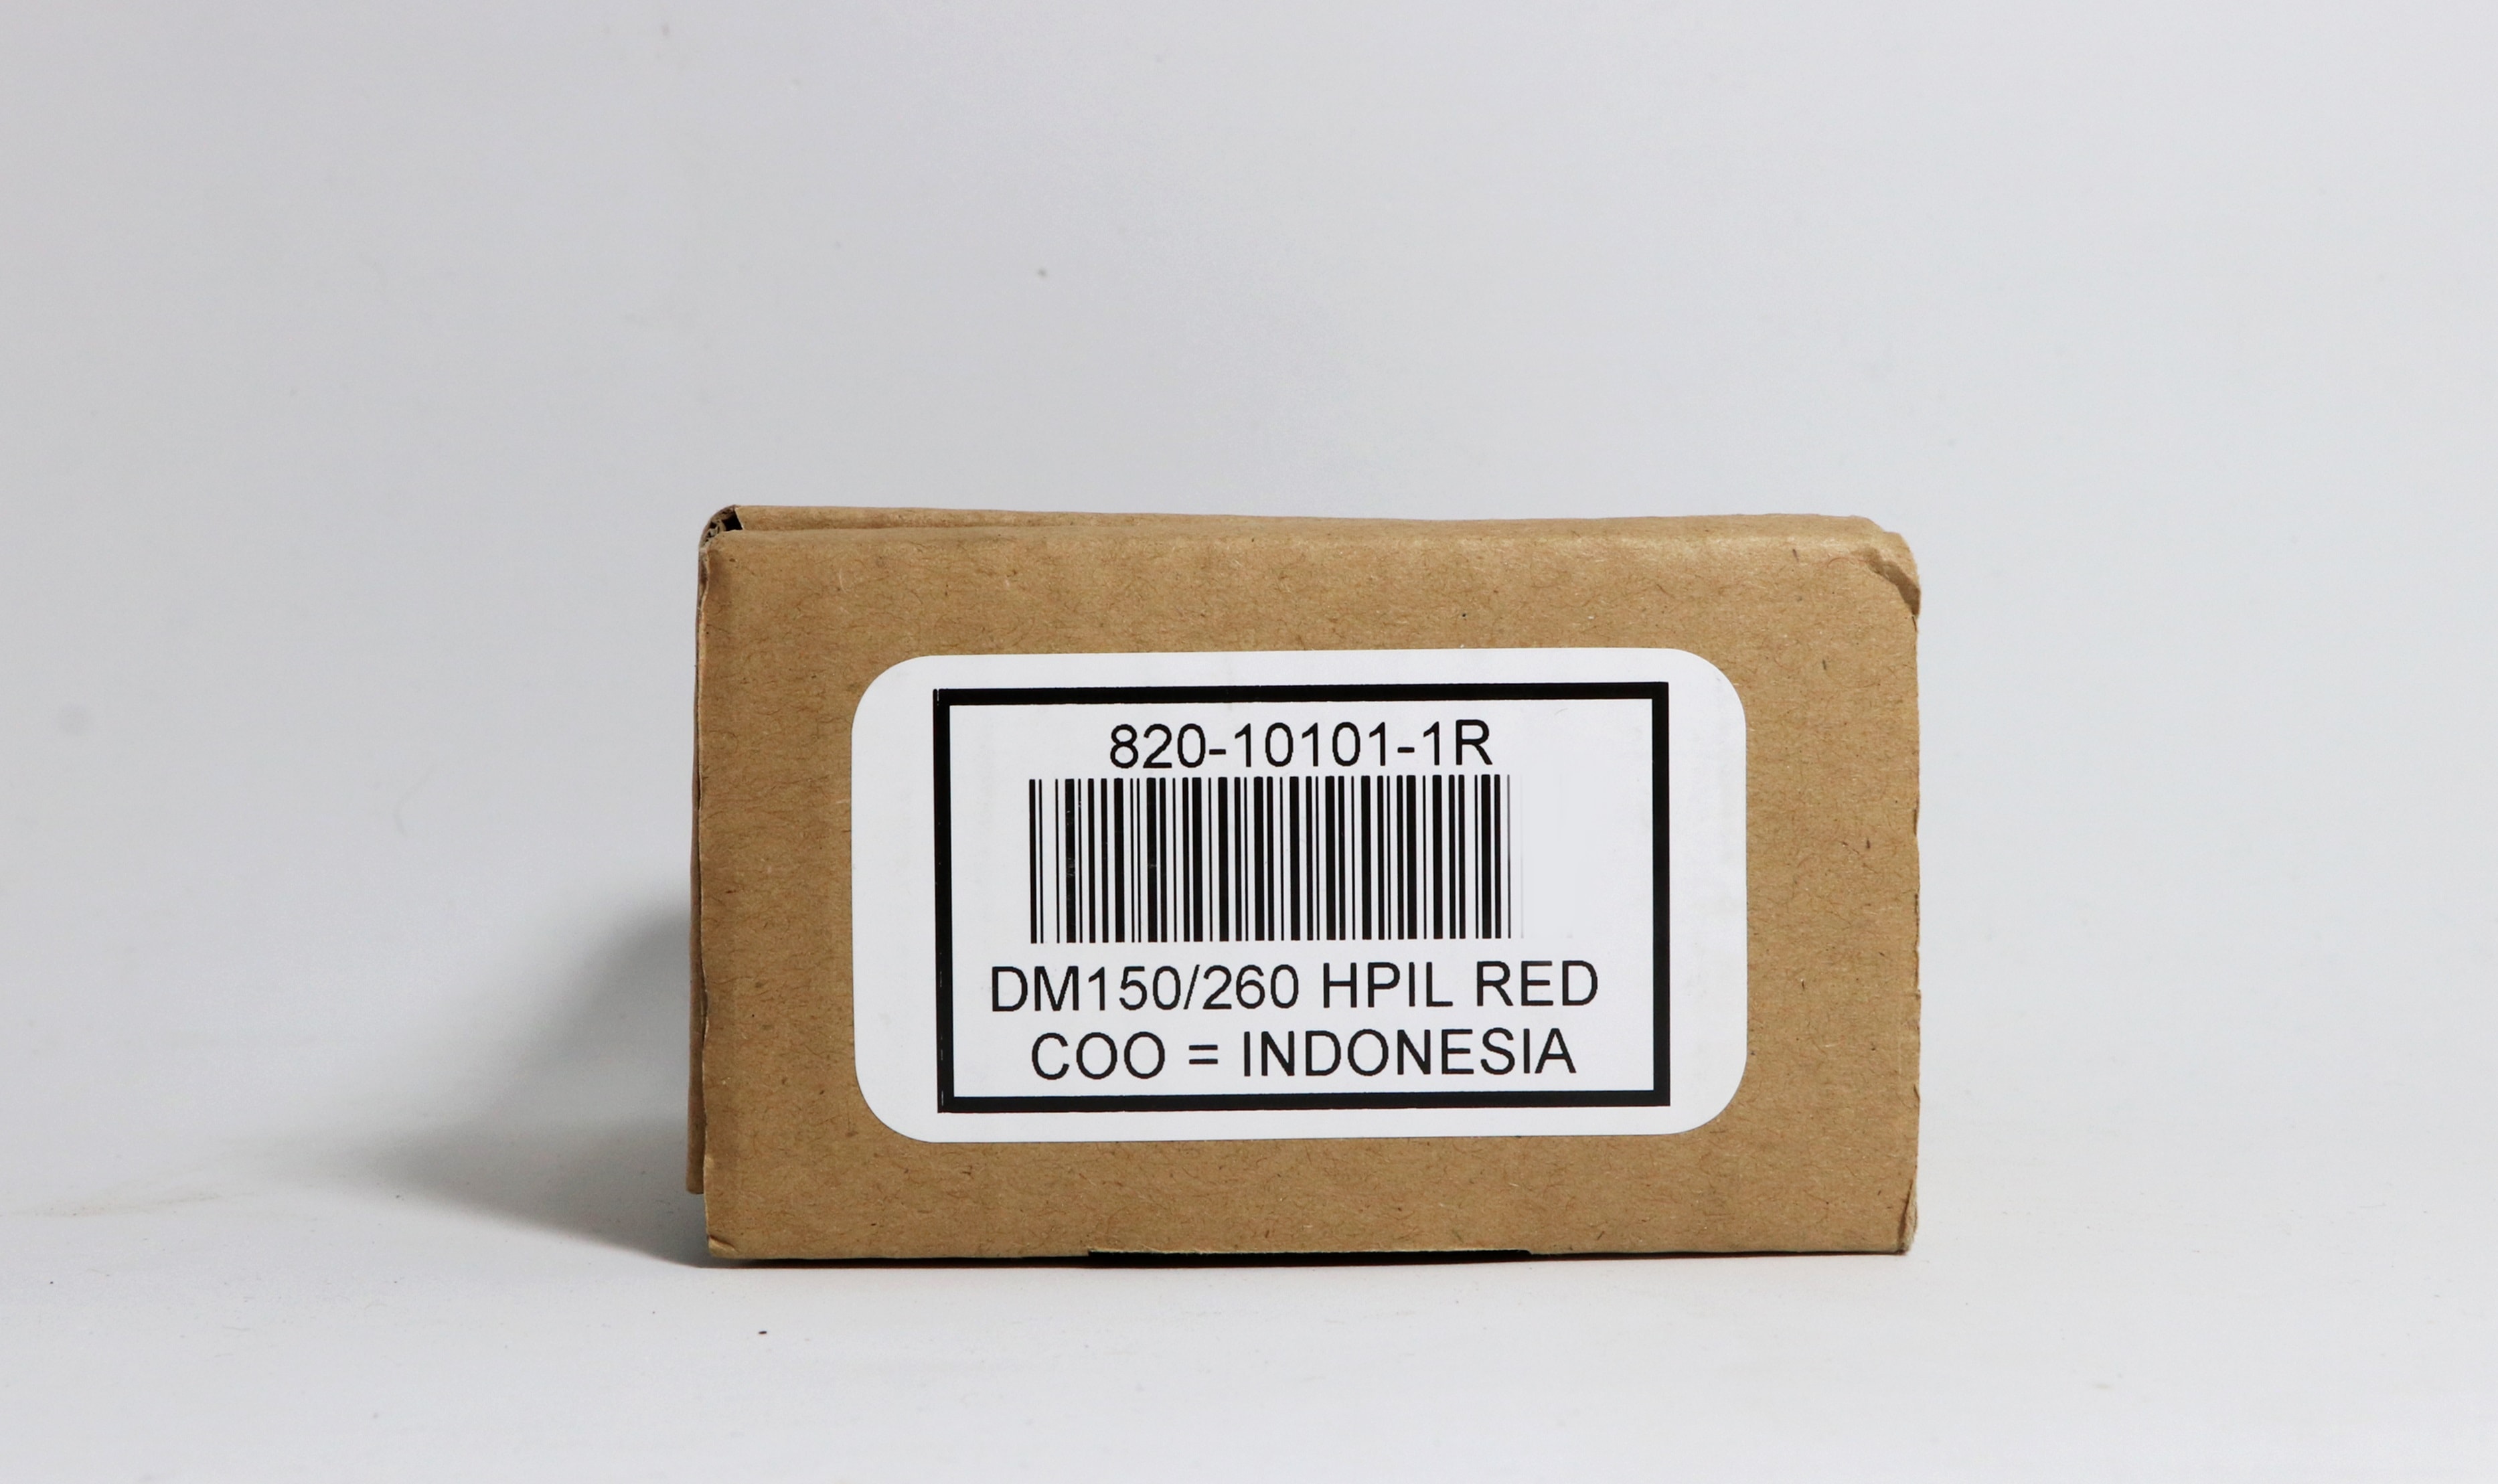 820-10101-1R
DM150/260 HPIL RED
COO = INDONESIA